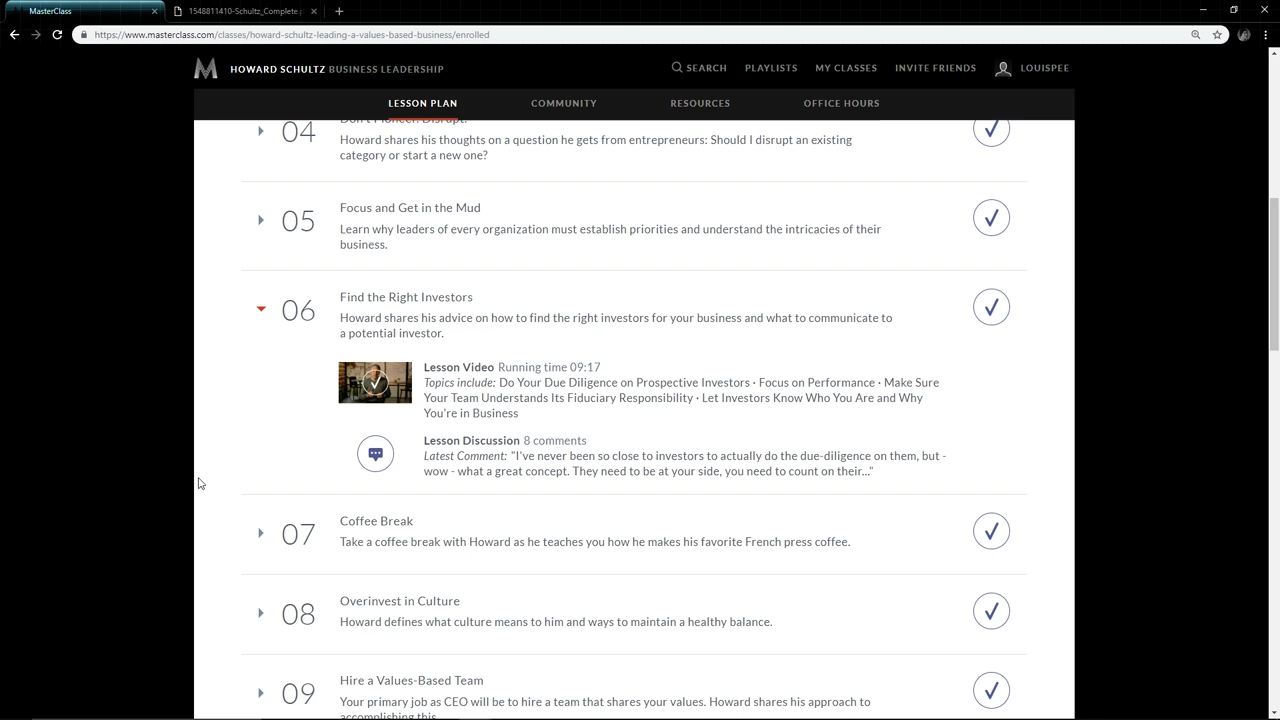 MasterClass
1548811410-Schultz_Complete.p
https://www.masterclass.com/classes/howard-schultz-leading-a-values-based-business/enrolled
HOWARD SCHULTZ BUSINESS LEADERSHIP
SEARCH PLAYLISTS MY CLASSES INVITE FRIENDS LOUISPEE
LESSON PLAN COMMUNITY RESOURCES OFFICE HOURS
04
Don't Pioneer. Disrupt.
Howard shares his thoughts on a question he gets from entrepreneurs: Should I disrupt an existing
category or start a new one?
05
Focus and Get in the Mud
Learn why leaders of every organization must establish priorities and understand the intricacies of their
business.
06
Find the Right Investors
Howard shares his advice on how to find the right investors for your business and what to communicate to
a potential investor.
Lesson Video Running time 09:17
Topics include: Do Your Due Diligence on Prospective Investors · Focus on Performance · Make Sure
Your Team Understands Its Fiduciary Responsibility · Let Investors Know Who You Are and Why
You're in Business
Lesson Discussion 8 comments
Latest Comment: "I've never been so close to investors to actually do the due-diligence on them, but -
wow - what a great concept. They need to be at your side, you need to count on their..."
07
Coffee Break
Take a coffee break with Howard as he teaches you how he makes his favorite French press coffee.
08
Overinvest in Culture
Howard defines what culture means to him and ways to maintain a healthy balance.
09
Hire a Values-Based Team
Your primary job as CEO will be to hire a team that shares your values. Howard shares his approach to
accomplishing this.